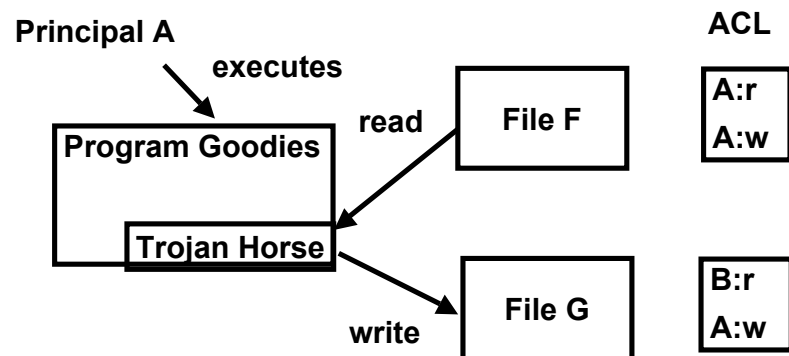 Principal A
executes
Program Goodies
Trojan Horse
read
write
File F
File G
ACL
A:r
A:w
B:r
A:w